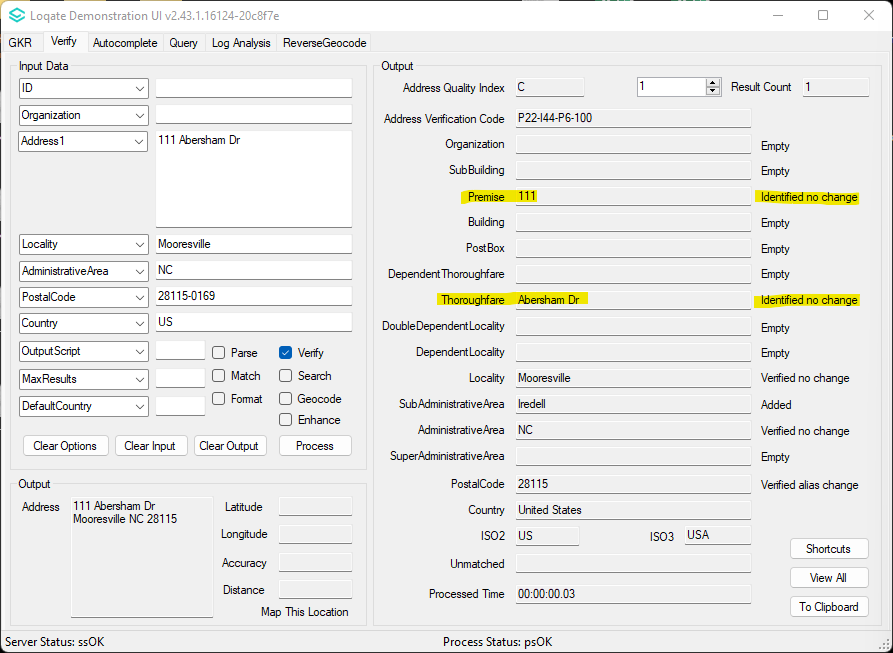 Loqate Demonstration UI v2.43.1.16124-20c8f7e
GKR Verify Autocomplete Query Log Analysis ReverseGeocode
Input Data
ID
Organization
Address1 111 Abersham Dr
Locality Mooresville
AdministrativeArea NC
PostalCode 28115-0169
Country US
OutputScript Parse Verify
MaxResults Match Search
DefaultCountry Format Geocode
Enhance
Clear Options Clear Input Clear Output Process
Output
Address 111 Abersham Dr
Mooresville NC 28115
Latitude
Longitude
Accuracy
Distance
Map This Location
Output
Address Quality Index C 1 Result Count 1
Address Verification Code P22-I44-P6-100
Organization Empty
SubBuilding Empty
Premise 111 Identified no change
Building Empty
PostBox Empty
DependentThoroughfare Empty
Thoroughfare Abersham Dr Identified no change
DoubleDependentLocality Empty
DependentLocality Empty
Locality Mooresville Verified no change
SubAdministrativeArea Iredell Added
AdministrativeArea NC Verified no change
SuperAdministrativeArea Empty
PostalCode 28115 Verified alias change
Country United States
ISO2 US ISO3 USA
Unmatched
Processed Time 00:00:00.03
Shortcuts
View All
To Clipboard
Server Status: ssOK Process Status: psOK